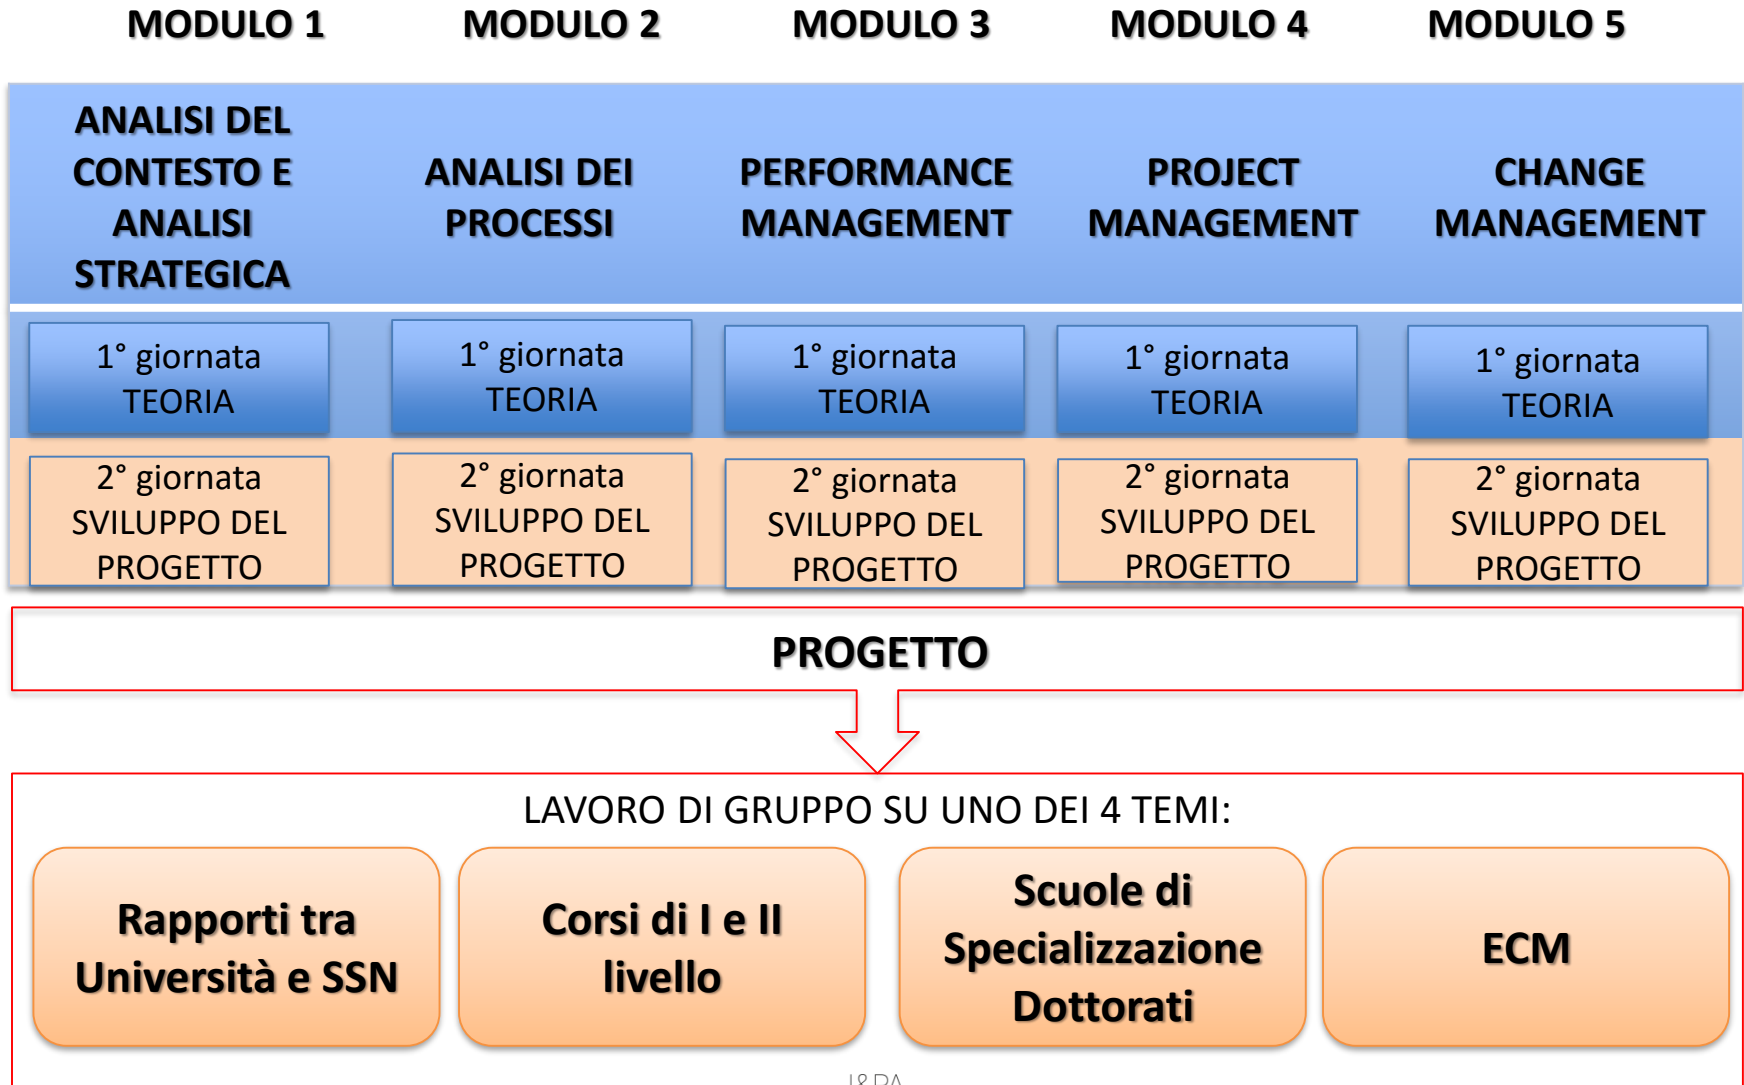 MODULO 1
MODULO 2
MODULO 3
MODULO 4
MODULO 5
ANALISI DEL
CONTESTO E
ANALISI
STRATEGICA
ANALISI DEI
PROCESSI
PERFORMANCE
MANAGEMENT
PROJECT
MANAGEMENT
CHANGE
MANAGEMENT
1° giornata
TEORIA
1° giornata
TEORIA
1° giornata
TEORIA
1° giornata
TEORIA
1° giornata
TEORIA
2° giornata
SVILUPPO DEL
PROGETTO
2° giornata
SVILUPPO DEL
PROGETTO
2° giornata
SVILUPPO DEL
PROGETTO
2° giornata
SVILUPPO DEL
PROGETTO
2° giornata
SVILUPPO DEL
PROGETTO
PROGETTO
LAVORO DI GRUPPO SU UNO DEI 4 TEMI:
Rapporti tra
Università e SSN
Corsi di I e II
livello
Scuole di
Specializzazione
Dottorati
ECM